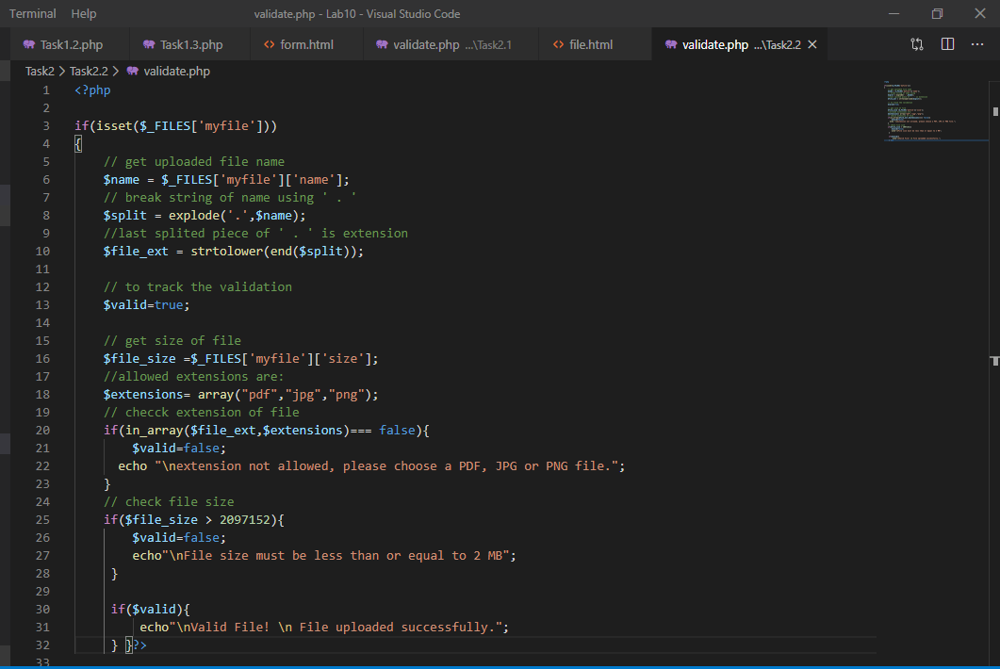 Terminal Help validate.php - Lab10 - Visual Studio Code
Task1.2.php Task1.3.php form.html validate.php ...\Task2.1 file.html validate.php ...\Task2.2
Task2 > Task2.2 > validate.php
1 <?php
2
3 if(isset($_FILES['myfile']))
4 {
5 // get uploaded file name
6 $name = $_FILES['myfile']['name'];
7 // break string of name using ' . '
8 $split = explode('.',$name);
9 //last splited piece of ' . ' is extension
10 $file_ext = strtolower(end($split));
11
12 // to track the validation
13 $valid=true;
14
15 // get size of file
16 $file_size =$_FILES['myfile']['size'];
17 //allowed extensions are:
18 $extensions= array("pdf","jpg","png");
19 // checck extension of file
20 if(in_array($file_ext,$extensions)=== false){
21 $valid=false;
22 echo "\nextension not allowed, please choose a PDF, JPG or PNG file.";
23 }
24 // check file size
25 if($file_size > 2097152){
26 $valid=false;
27 echo"\nFile size must be less than or equal to 2 MB";
28 }
29
30 if($valid){
31 echo"\nValid File! \n File uploaded successfully.";
32 } }?>
33